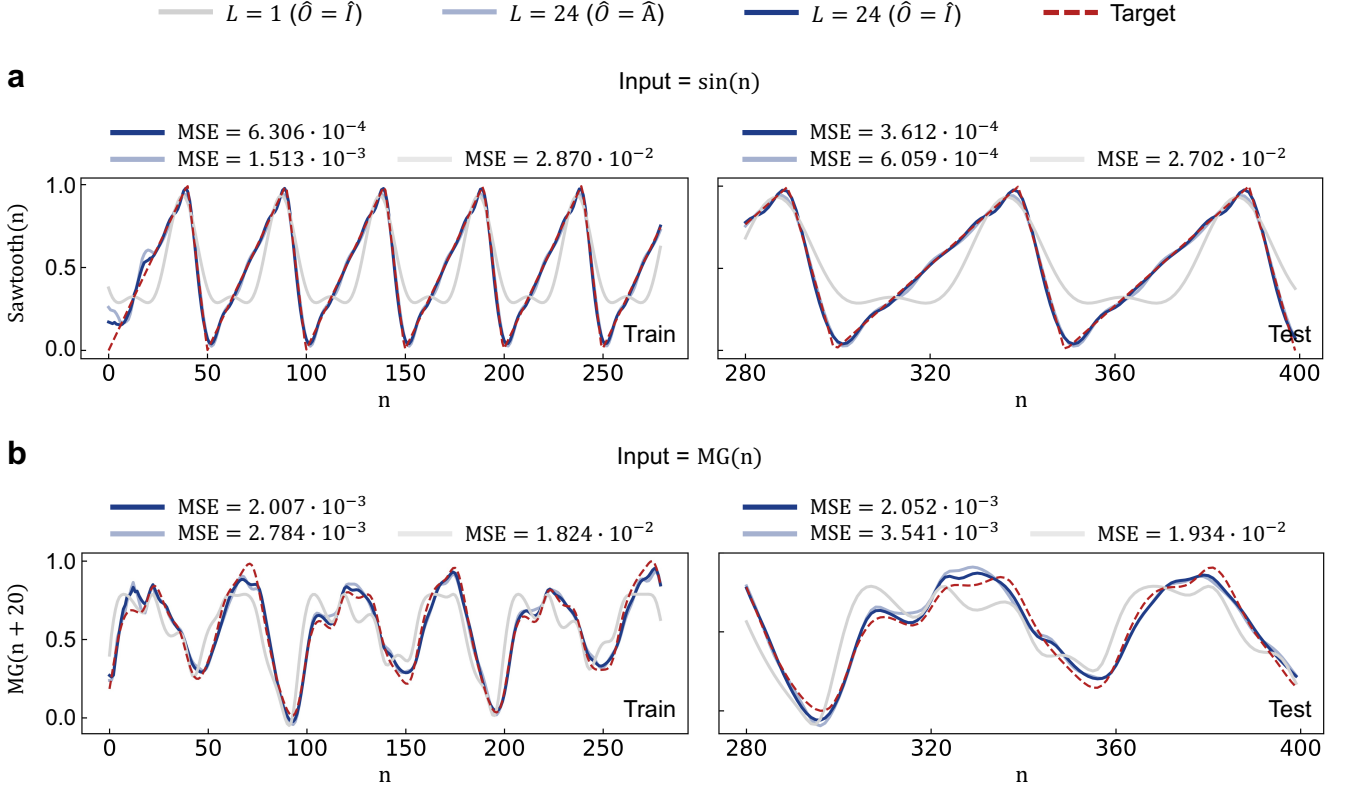 L = 1 (Ô = Î) L = 24 (Ô = Â) L = 24 (Ô = Î) Target
a
Input = sin(n)
MSE = 6.306 · 10⁻⁴
MSE = 1.513 · 10⁻³ MSE = 2.870 · 10⁻²
MSE = 3.612 · 10⁻⁴
MSE = 6.059 · 10⁻⁴ MSE = 2.702 · 10⁻²
Sawtooth(n)
1.0
0.5
0.0
Train
Test
0 50 100 150 200 250
280 320 360 400
n
n
b
Input = MG(n)
MSE = 2.007 · 10⁻³
MSE = 2.784 · 10⁻³ MSE = 1.824 · 10⁻²
MSE = 2.052 · 10⁻³
MSE = 3.541 · 10⁻³ MSE = 1.934 · 10⁻²
MG(n + 20)
1.0
0.5
0.0
Train
Test
0 50 100 150 200 250
280 320 360 400
n
n